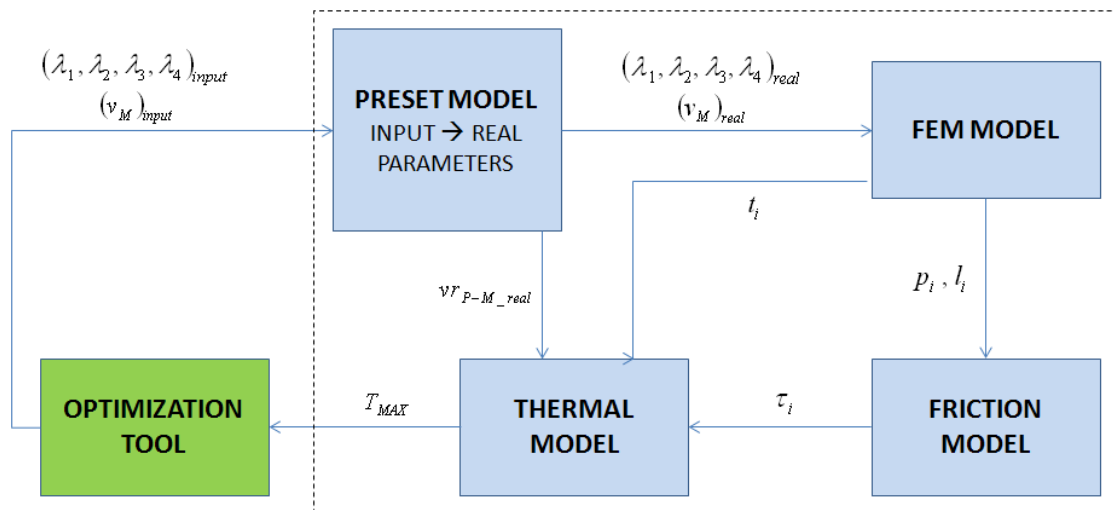 (λ₁, λ₂, λ₃, λ₄)input
(vM)input
PRESET MODEL
INPUT → REAL
PARAMETERS
(λ₁, λ₂, λ₃, λ₄)real
(vM)real
FEM MODEL
tᵢ
vr P−M_real
pᵢ , lᵢ
OPTIMIZATION
TOOL
TMAX
THERMAL
MODEL
τᵢ
FRICTION
MODEL